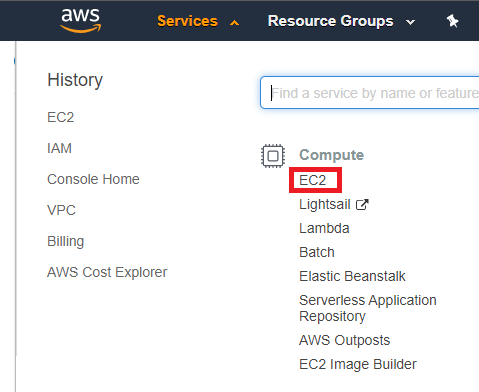 aws Services Resource Groups
History
EC2
IAM
Console Home
VPC
Billing
AWS Cost Explorer
Find a service by name or feature
Compute
EC2
Lightsail
Lambda
Batch
Elastic Beanstalk
Serverless Application
Repository
AWS Outposts
EC2 Image Builder